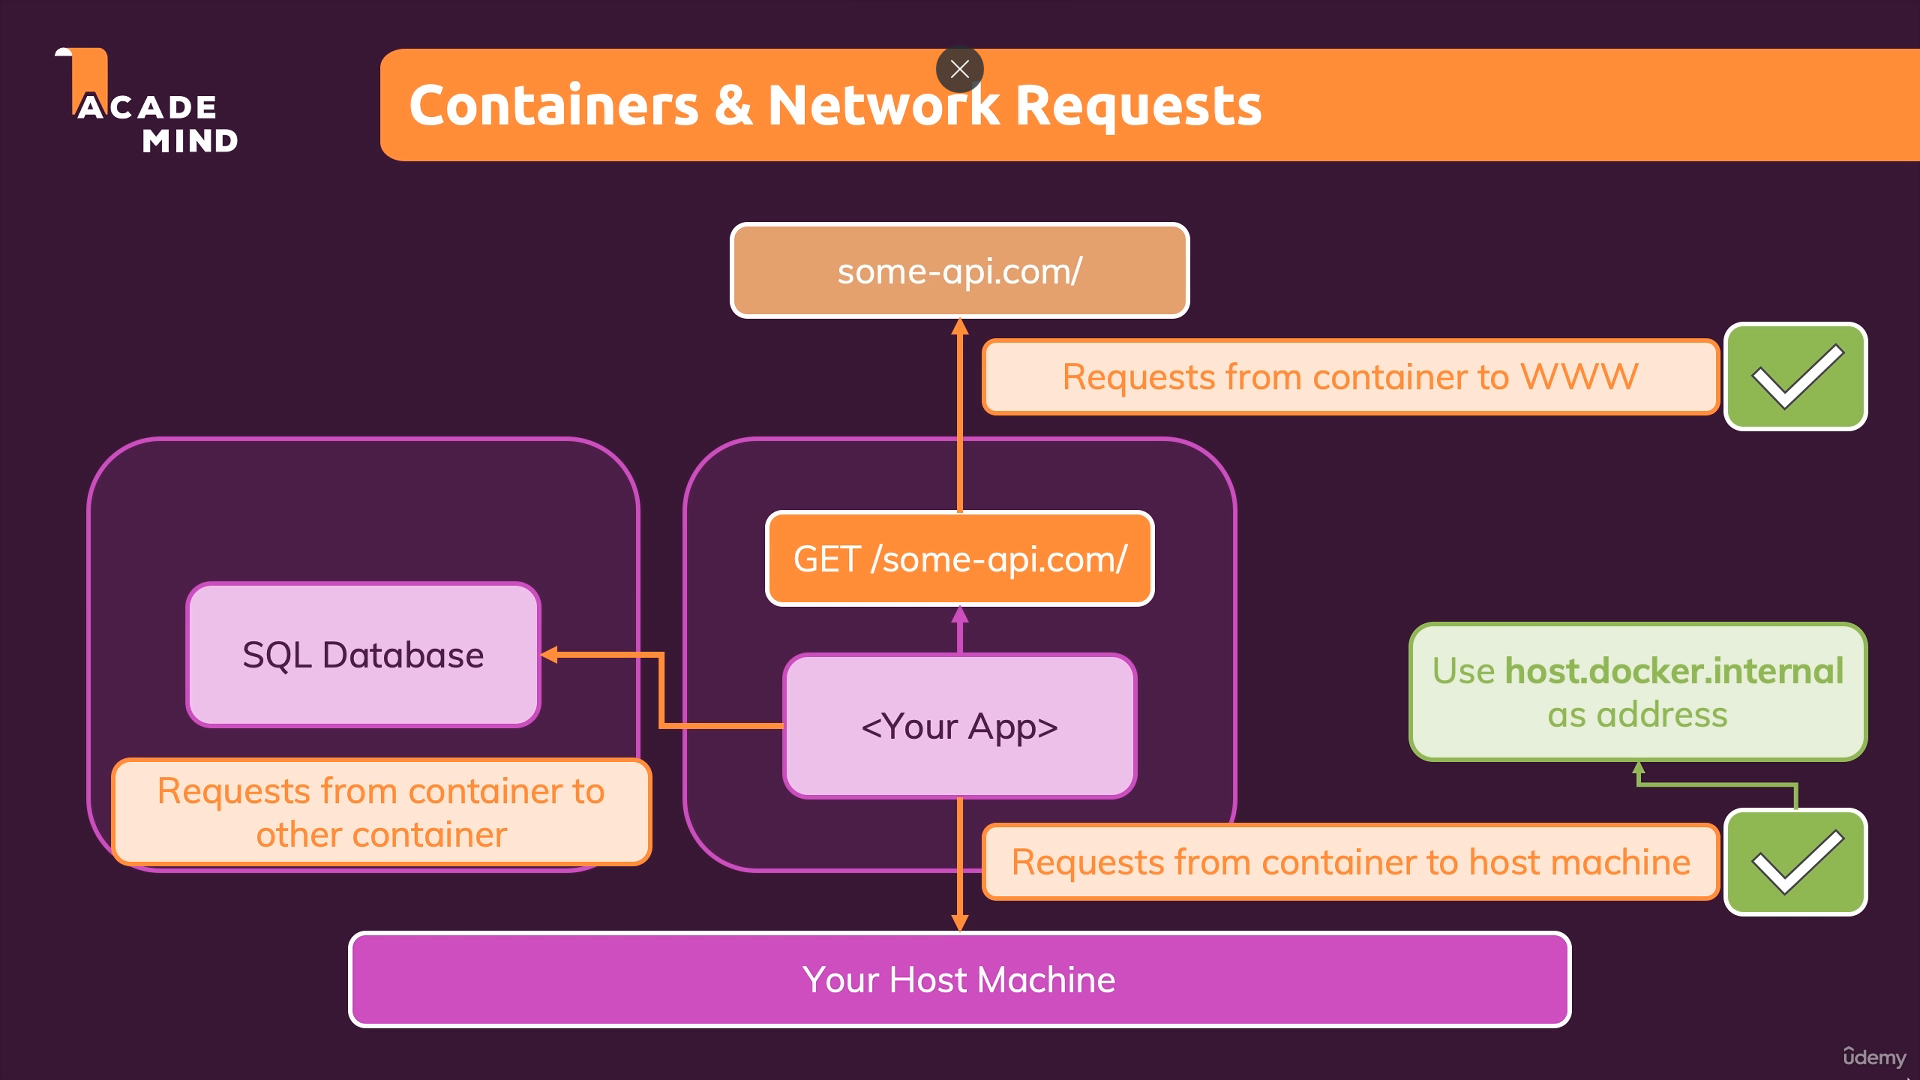 ACADE
MIND
Containers & Network Requests
some-api.com/
Requests from container to WWW
GET /some-api.com/
SQL Database
<Your App>
Use host.docker.internal
as address
Requests from container to
other container
Requests from container to host machine
Your Host Machine
ûdemy